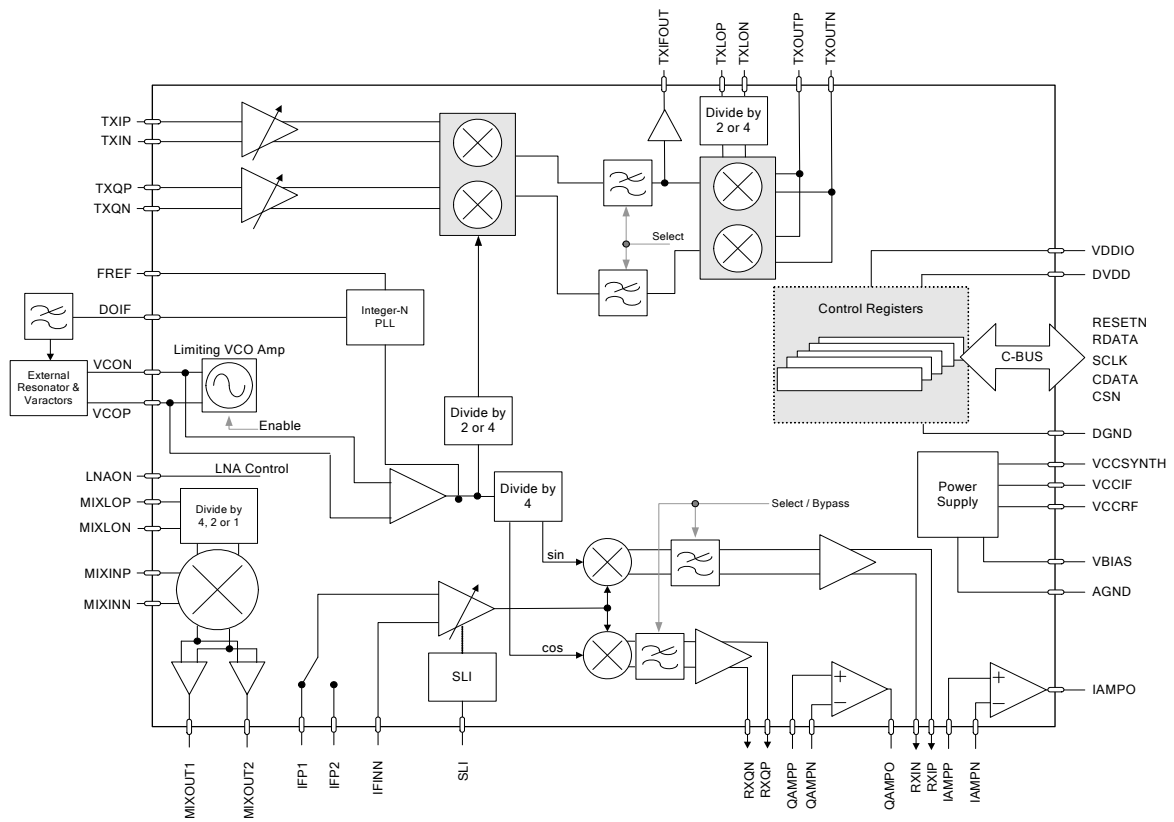 TXIFOUT
TXLOP
TXLON
TXOUTP
TXOUTN
TXIP
TXIN
TXQP
TXQN
Divide by
2 or 4
Select
FREF
DOIF
Integer-N
PLL
VCON
VCOP
External
Resonator &
Varactors
Limiting VCO Amp
Enable
Divide by
2 or 4
Control Registers
C-BUS
VDDIO
DVDD
RESETN
RDATA
SCLK
CDATA
CSN
DGND
LNAON
LNA Control
MIXLOP
MIXLON
Divide by
4, 2 or 1
MIXINP
MIXINN
Divide by
4
Select / Bypass
sin
cos
SLI
Power
Supply
VCCSYNTH
VCCIF
VCCRF
VBIAS
AGND
+
−
+
−
IAMPO
MIXOUT1
MIXOUT2
IFP1
IFP2
IFINN
SLI
RXQN
RXQP
QAMPP
QAMPN
QAMPO
RXIN
RXIP
IAMPP
IAMPN